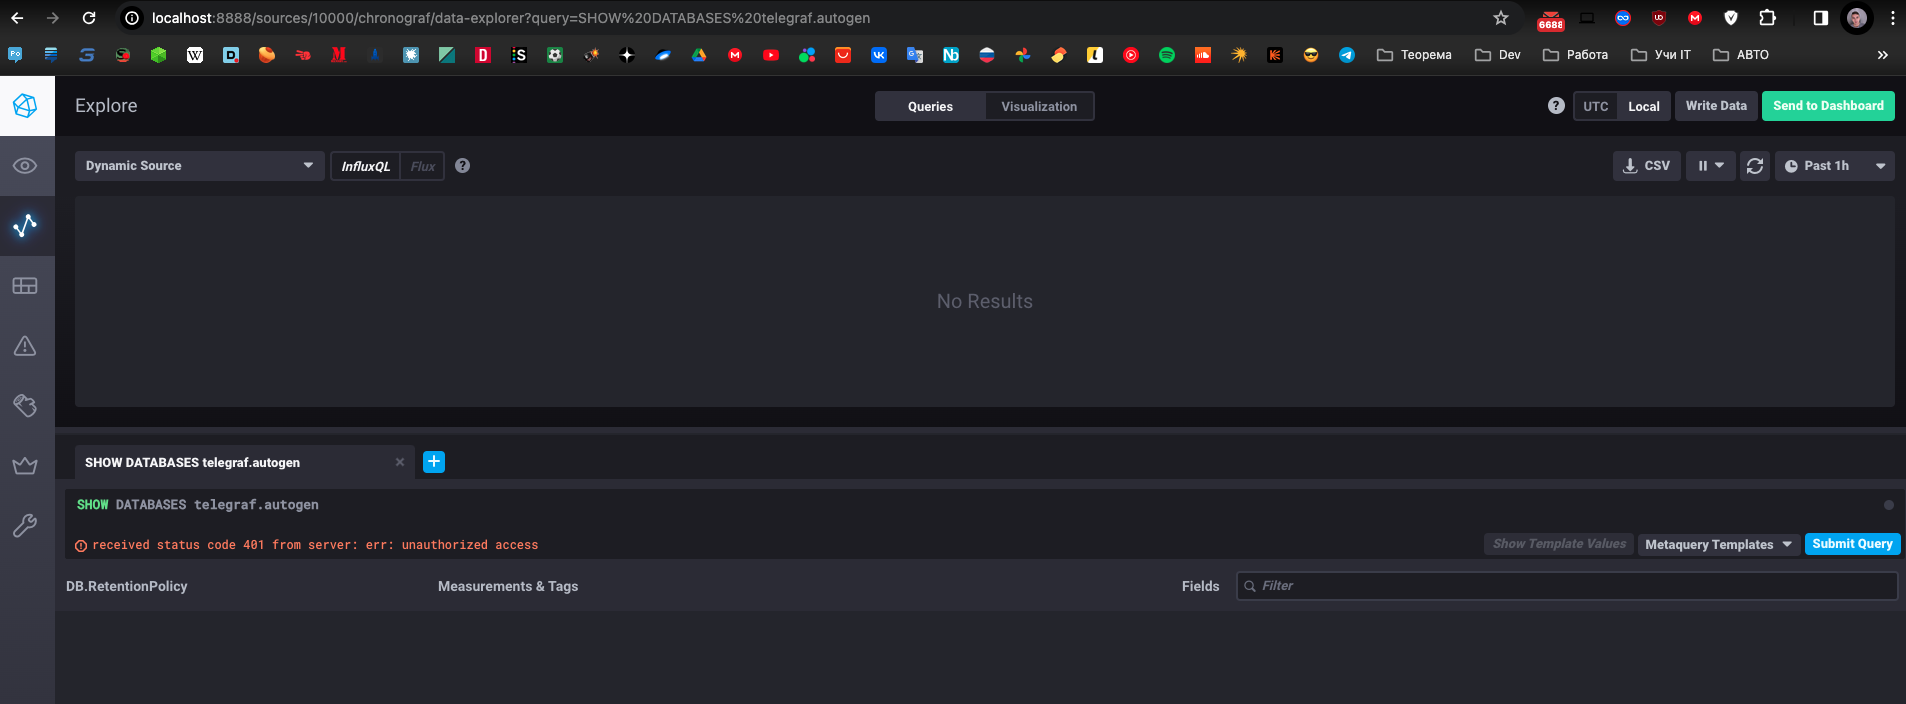 localhost:8888/sources/10000/chronograf/data-explorer?query=SHOW%20DATABASES%20telegraf.autogen
6688
Теорема
Dev
Работа
Учи IT
АВТО
Explore
Queries
Visualization
UTC
Local
Write Data
Send to Dashboard
Dynamic Source
InfluxQL
Flux
CSV
Past 1h
No Results
SHOW DATABASES telegraf.autogen
SHOW DATABASES telegraf.autogen
received status code 401 from server: err: unauthorized access
Show Template Values
Metaquery Templates
Submit Query
DB.RetentionPolicy
Measurements & Tags
Fields
Filter